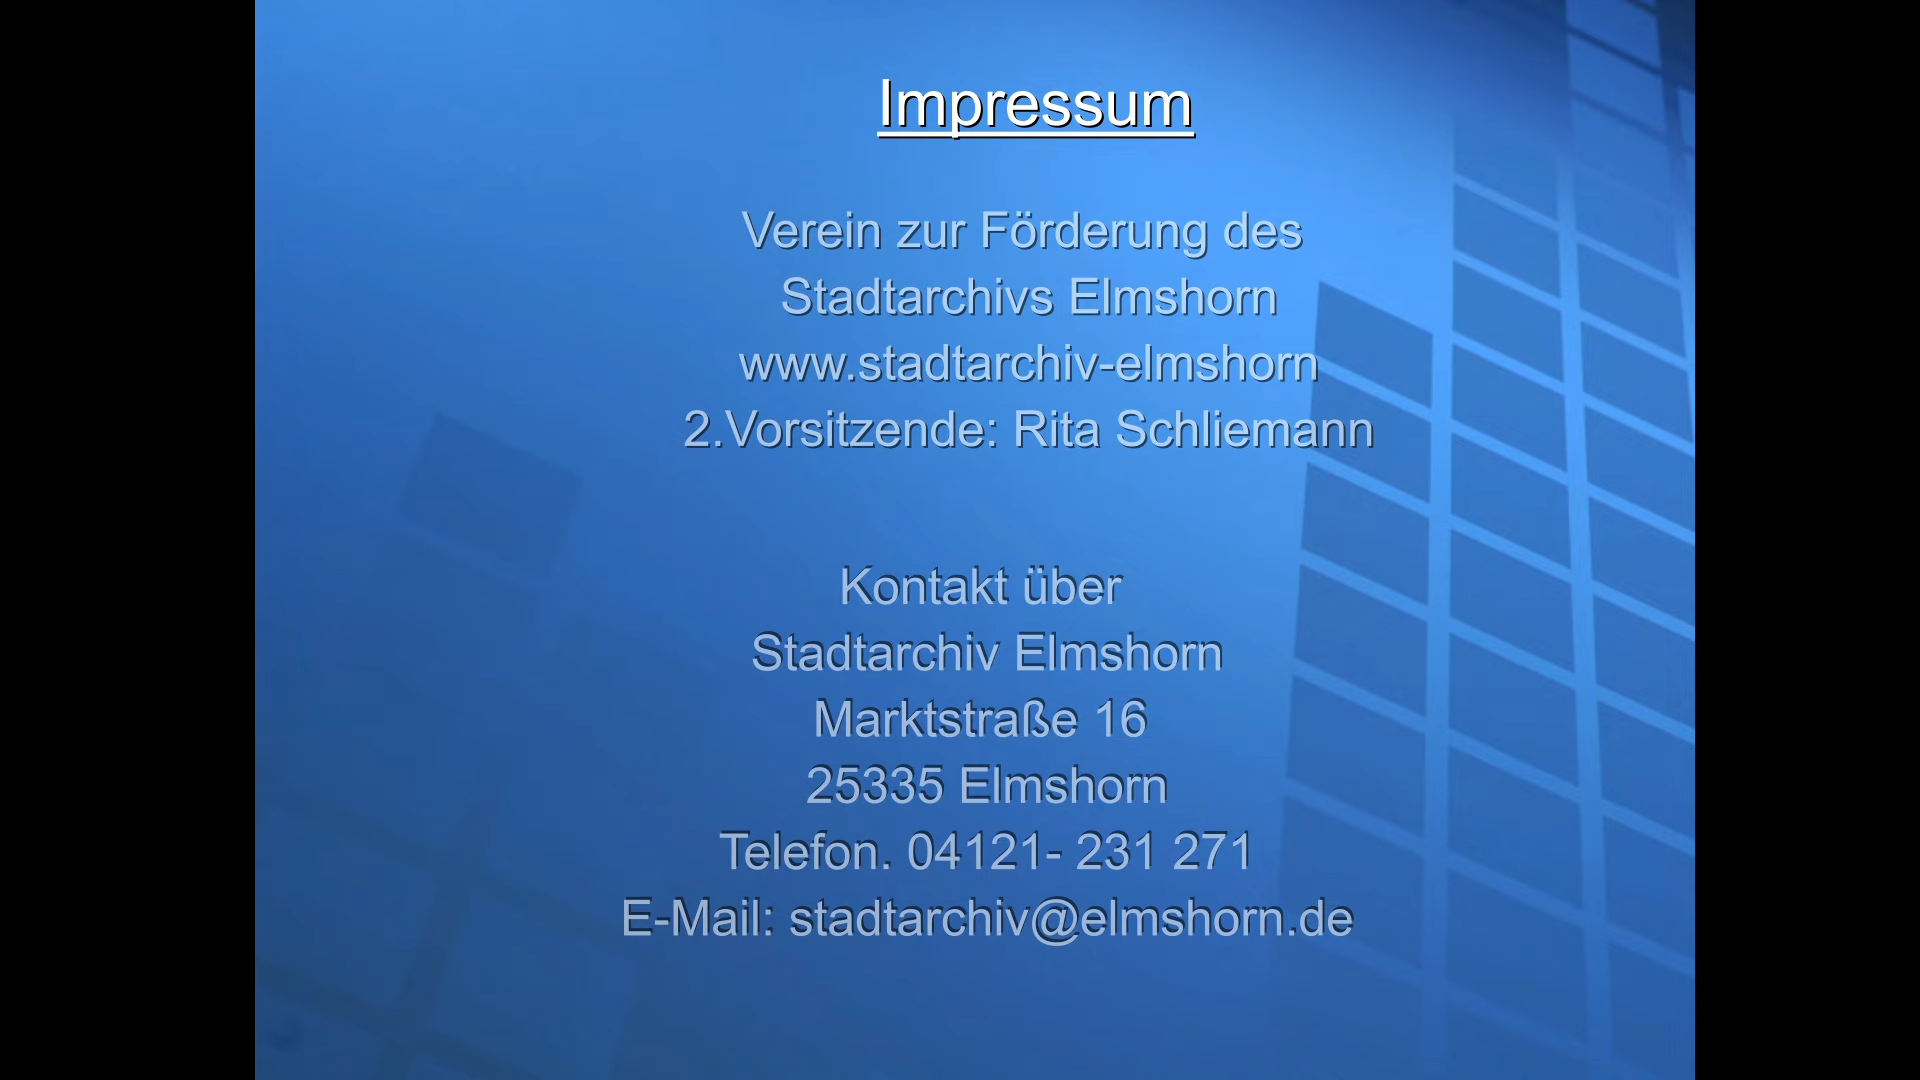 Impressum
Verein zur Förderung des
Stadtarchivs Elmshorn
www.stadtarchiv-elmshorn
2.Vorsitzende: Rita Schliemann
Kontakt über
Stadtarchiv Elmshorn
Marktstraße 16
25335 Elmshorn
Telefon. 04121- 231 271
E-Mail: stadtarchiv@elmshorn.de